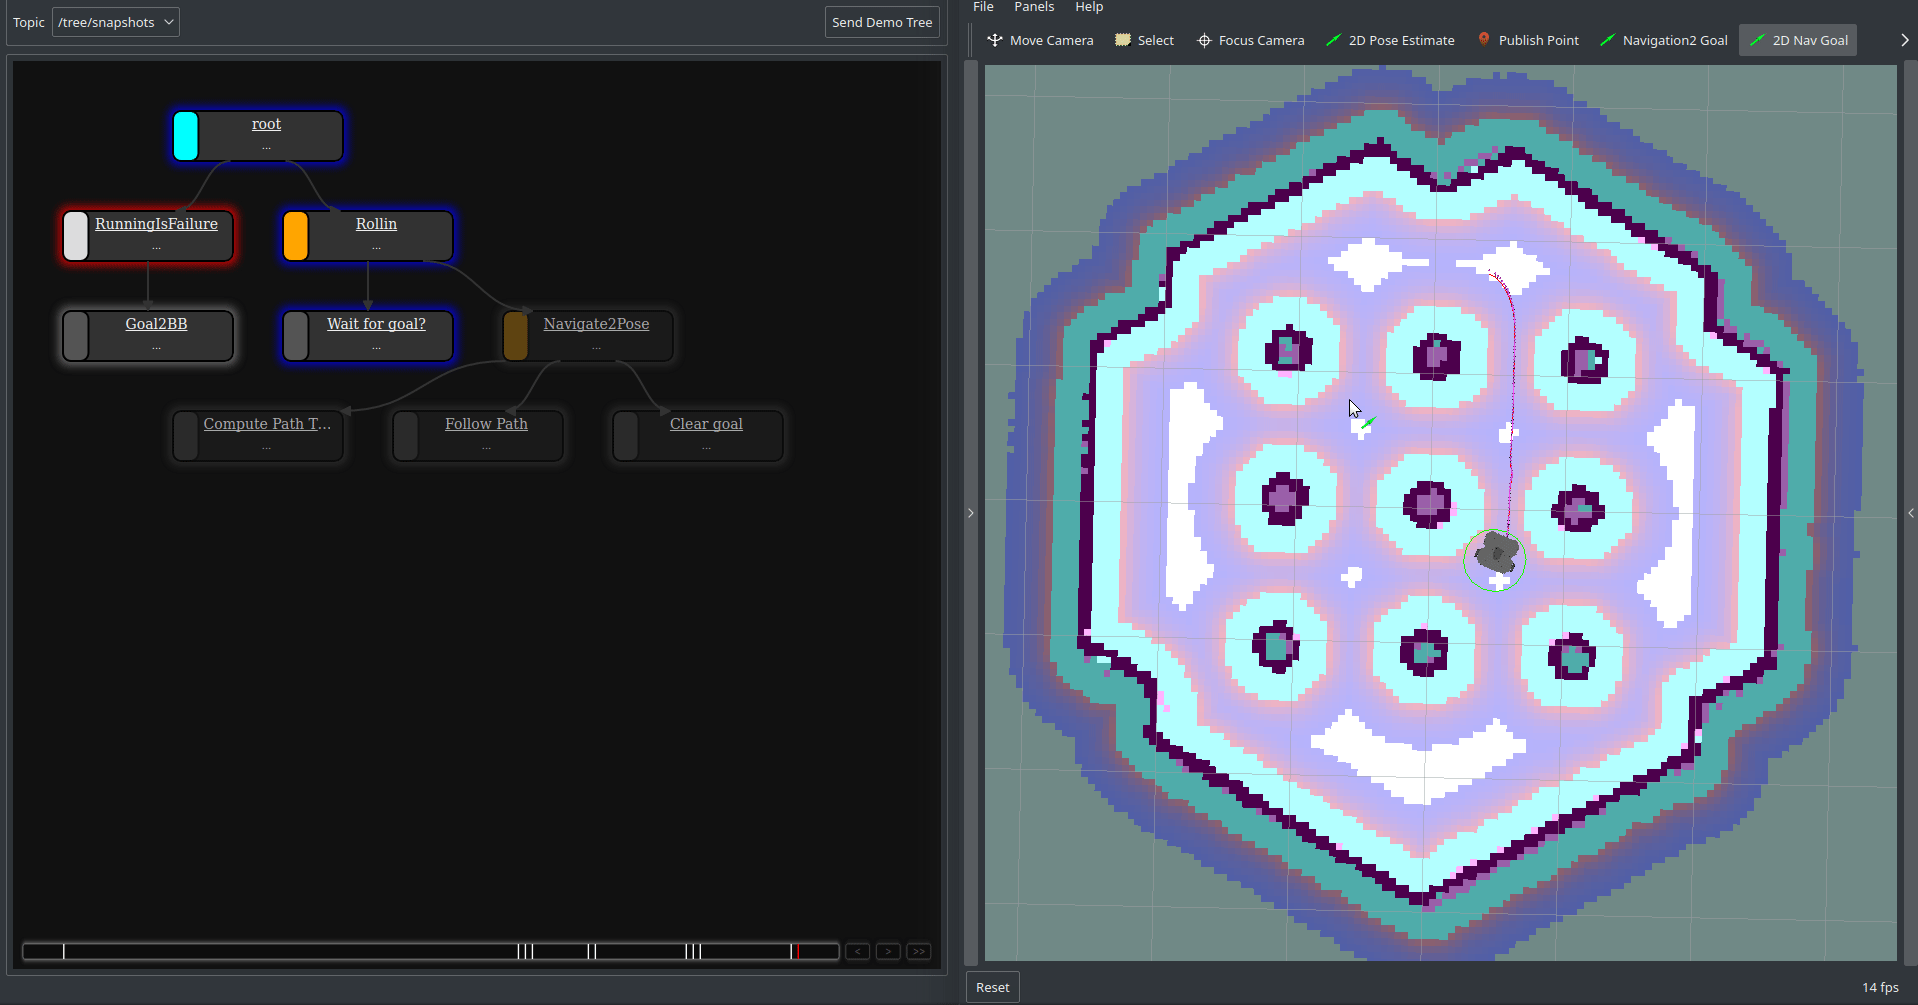 Topic /tree/snapshots Send Demo Tree
root
...
RunningIsFailure
...
Rollin
...
Goal2BB
...
Wait for goal?
...
Navigate2Pose
...
Compute Path T...
...
Follow Path
...
Clear goal
...
< > >>
File Panels Help
Move Camera Select Focus Camera 2D Pose Estimate Publish Point Navigation2 Goal 2D Nav Goal
Reset 14 fps